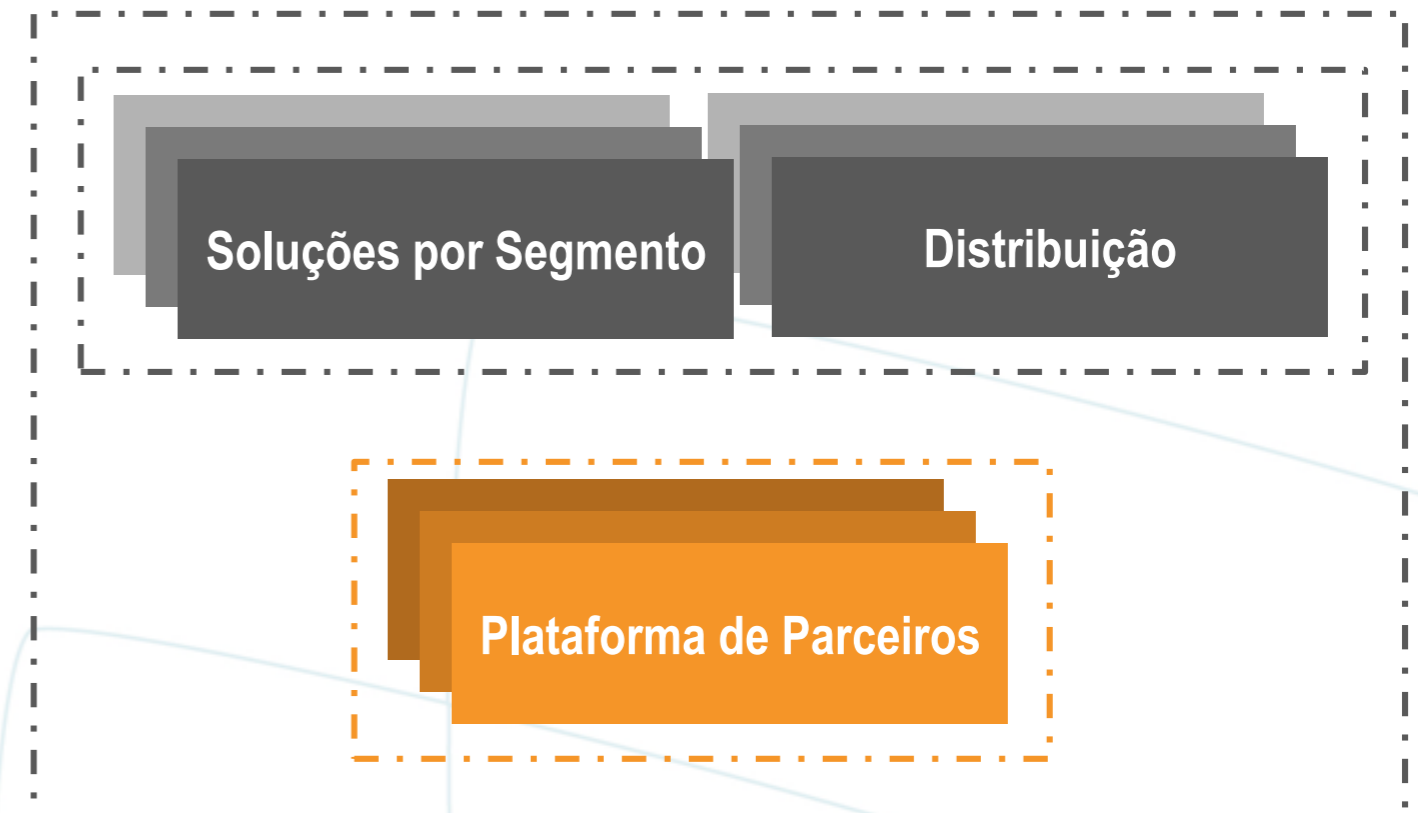 Soluções por Segmento
Distribuição
Plataforma de Parceiros